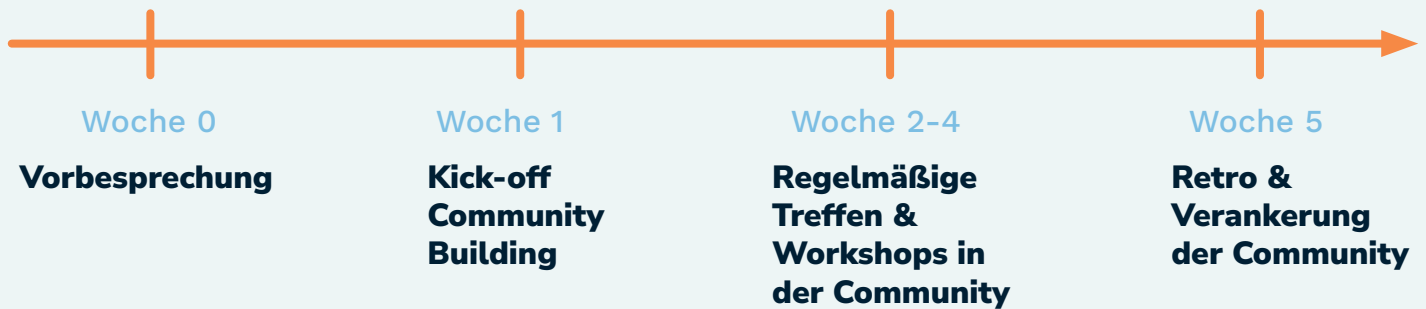 Woche 0
Vorbesprechung
Woche 1
Kick-off
Community
Building
Woche 2-4
Regelmäßige
Treffen &
Workshops in
der Community
Woche 5
Retro &
Verankerung
der Community